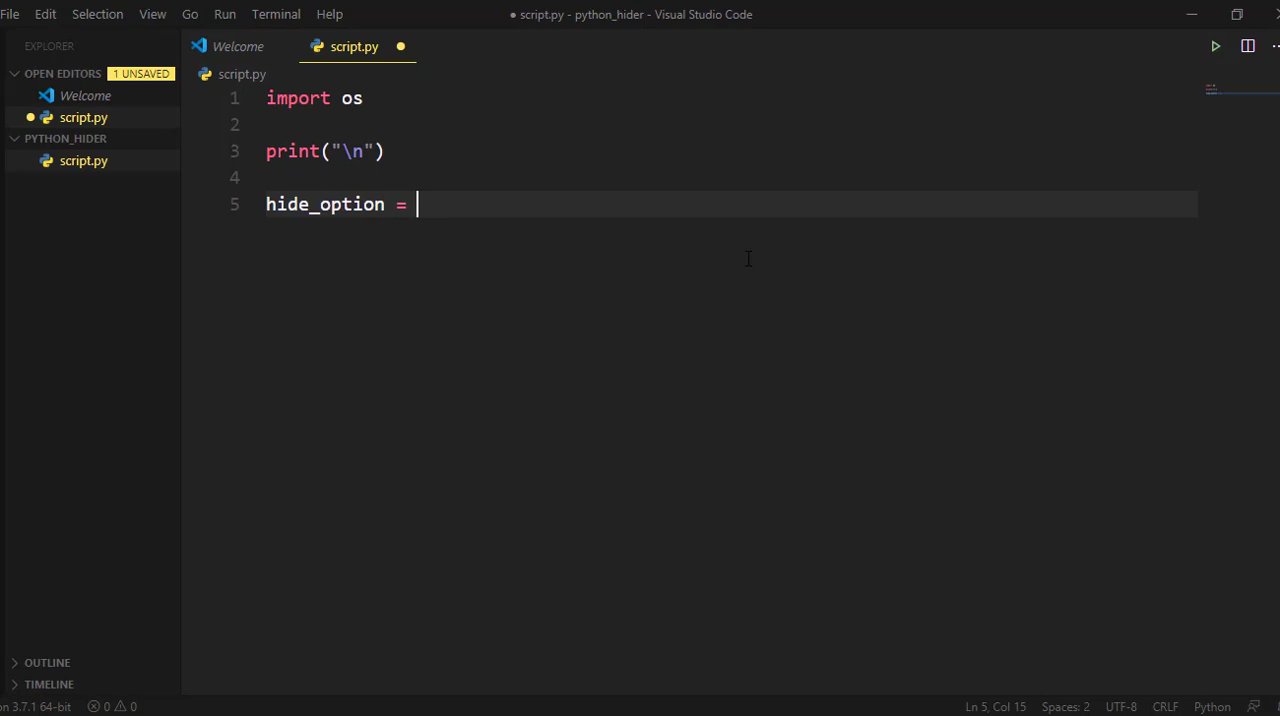 File Edit Selection View Go Run Terminal Help
● script.py - python_hider - Visual Studio Code
EXPLORER
OPEN EDITORS 1 UNSAVED
Welcome
script.py
PYTHON_HIDER
script.py
Welcome script.py
script.py
1 import os
2
3 print("\n")
4
5 hide_option =
OUTLINE
TIMELINE
on 3.7.1 64-bit 0 0
Ln 5, Col 15 Spaces: 2 UTF-8 CRLF Python